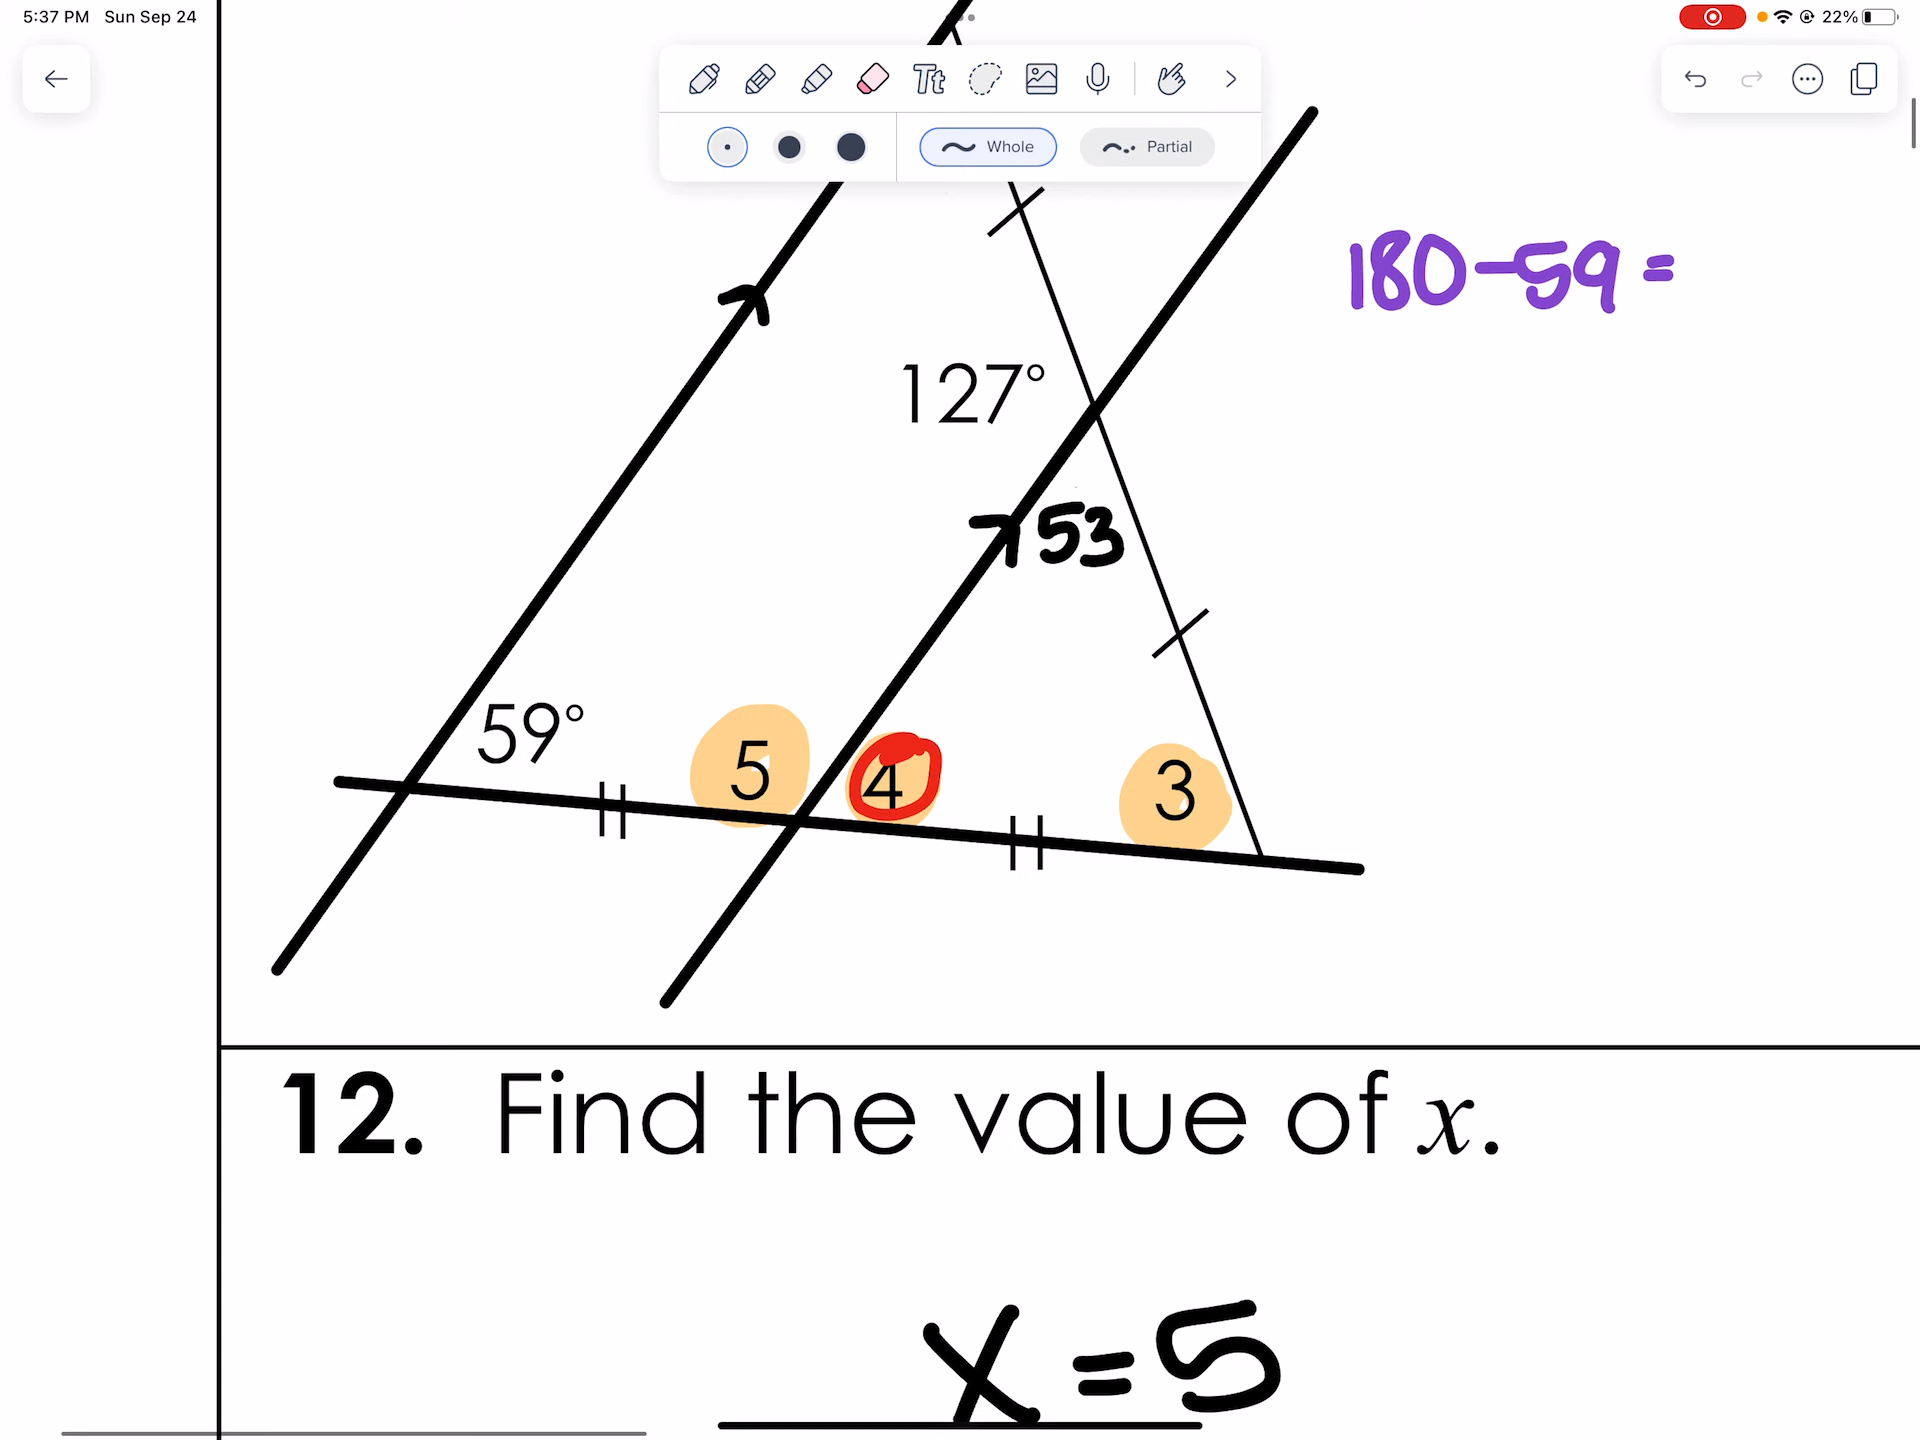 5:37 PM Sun Sep 24
22%
Tt
Whole
Partial
180-59=
127°
53
59°
5
4
3
12. Find the value of x.
x=5